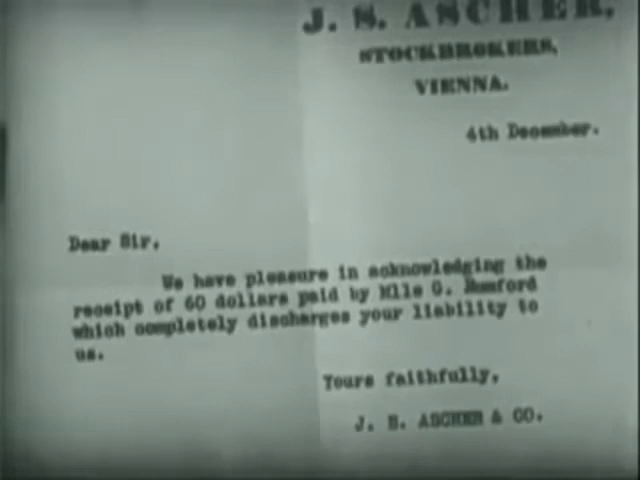 J. S. ASCHER,
STOCKBROKERS,
VIENNA.
4th December.
Dear Sir,
We have pleasure in acknowledging the
receipt of 60 dollars paid by Mlle G. Mumford
which completely discharges your liability to
us.
Yours faithfully,
J. S. ASCHER & CO.